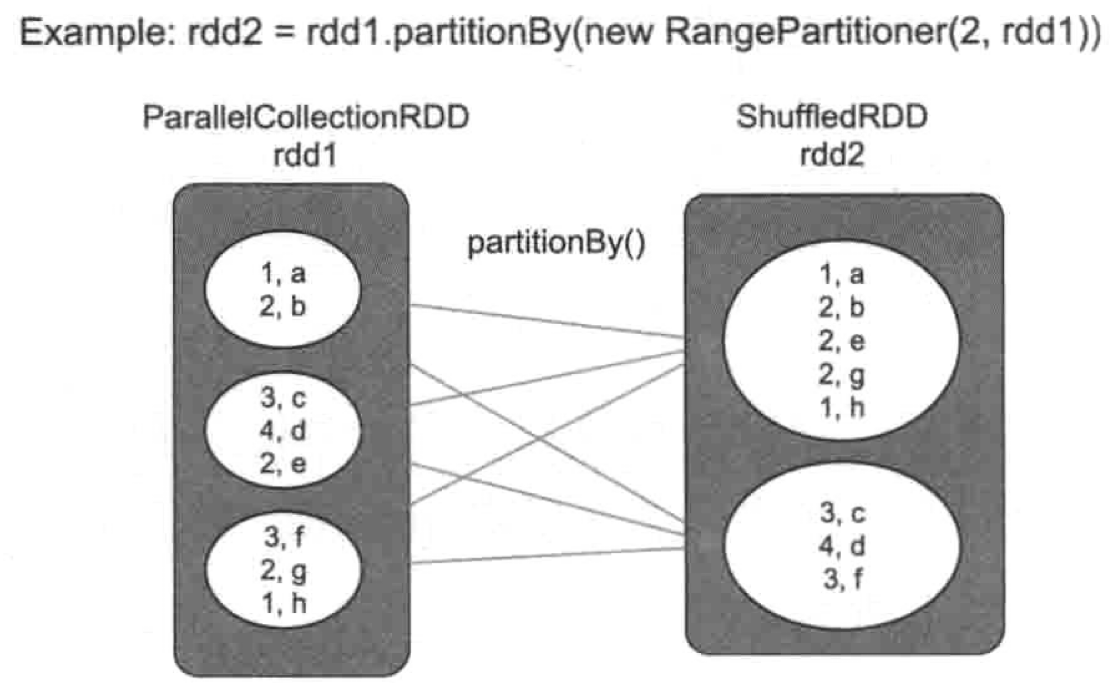 Example: rdd2 = rdd1.partitionBy(new RangePartitioner(2, rdd1))
ParallelCollectionRDD
rdd1
ShuffledRDD
rdd2
partitionBy()
1, a
2, b
3, c
4, d
2, e
3, f
2, g
1, h
1, a
2, b
2, e
2, g
1, h
3, c
4, d
3, f